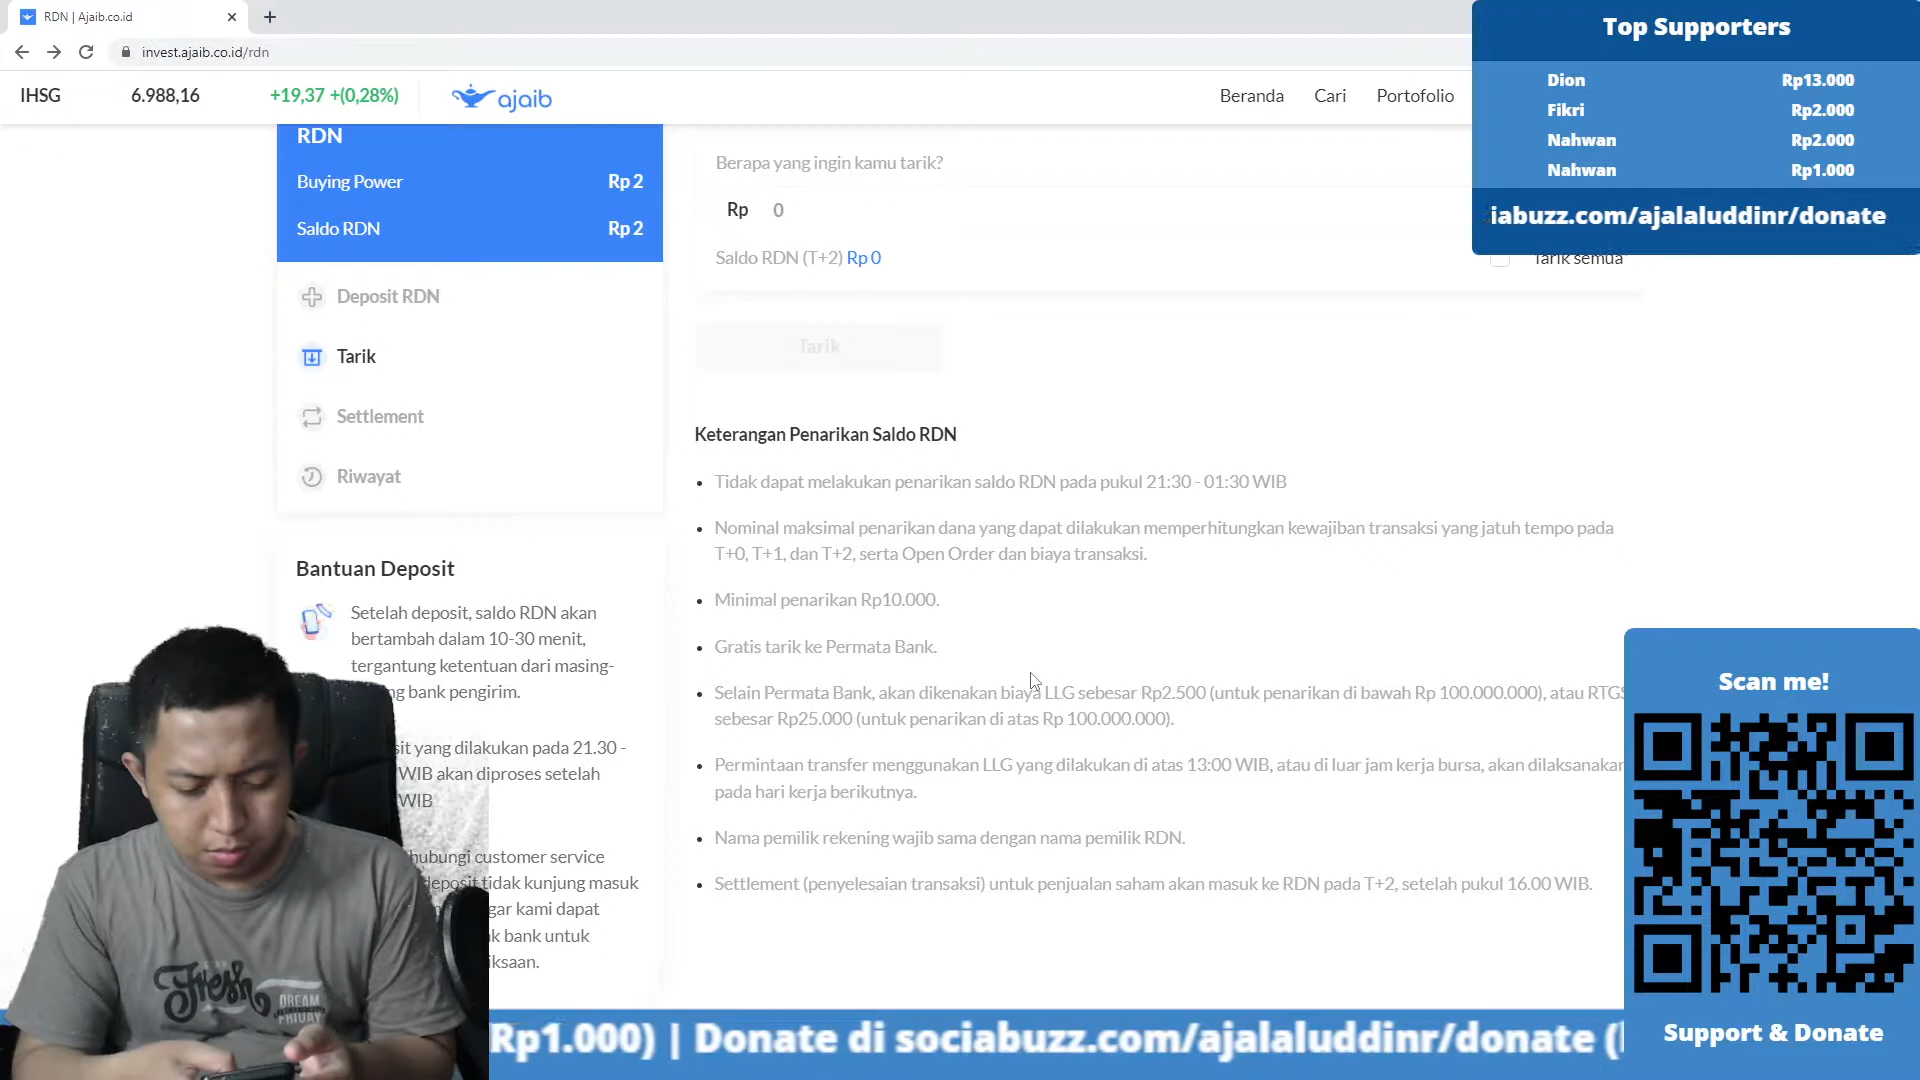 RDN | Ajaib.co.id
invest.ajaib.co.id/rdn
IHSG 6.988,16 +19,37 +(0,28%)
ajaib
Beranda Cari Portofolio
Top Supporters
Dion Rp13.000
Fikri Rp2.000
Nahwan Rp2.000
Nahwan Rp1.000
iabuzz.com/ajalaluddinr/donate
RDN
Buying Power Rp 2
Saldo RDN Rp 2
Deposit RDN
Tarik
Settlement
Riwayat
Bantuan Deposit
Setelah deposit, saldo RDN akan
bertambah dalam 10-30 menit,
tergantung ketentuan dari masing-
bank pengirim.
yang dilakukan pada 21.30 -
WIB akan diproses setelah
WIB
hubungi customer service
deposit tidak kunjung masuk
kami dapat
bank untuk
Berapa yang ingin kamu tarik?
Rp 0
Saldo RDN (T+2) Rp 0
Tarik semua
Tarik
Keterangan Penarikan Saldo RDN
Tidak dapat melakukan penarikan saldo RDN pada pukul 21:30 - 01:30 WIB
Nominal maksimal penarikan dana yang dapat dilakukan memperhitungkan kewajiban transaksi yang jatuh tempo pada
T+0, T+1, dan T+2, serta Open Order dan biaya transaksi.
Minimal penarikan Rp10.000.
Gratis tarik ke Permata Bank.
Selain Permata Bank, akan dikenakan biaya LLG sebesar Rp2.500 (untuk penarikan di bawah Rp 100.000.000), atau RTGS
sebesar Rp25.000 (untuk penarikan di atas Rp 100.000.000).
Permintaan transfer menggunakan LLG yang dilakukan di atas 13:00 WIB, atau di luar jam kerja bursa, akan dilaksanakan
pada hari kerja berikutnya.
Nama pemilik rekening wajib sama dengan nama pemilik RDN.
Settlement (penyelesaian transaksi) untuk penjualan saham akan masuk ke RDN pada T+2, setelah pukul 16.00 WIB.
Scan me!
Support & Donate
Fresh
DREAM
FRIDAY
Rp1.000) | Donate di sociabuzz.com/ajalaluddinr/donate (